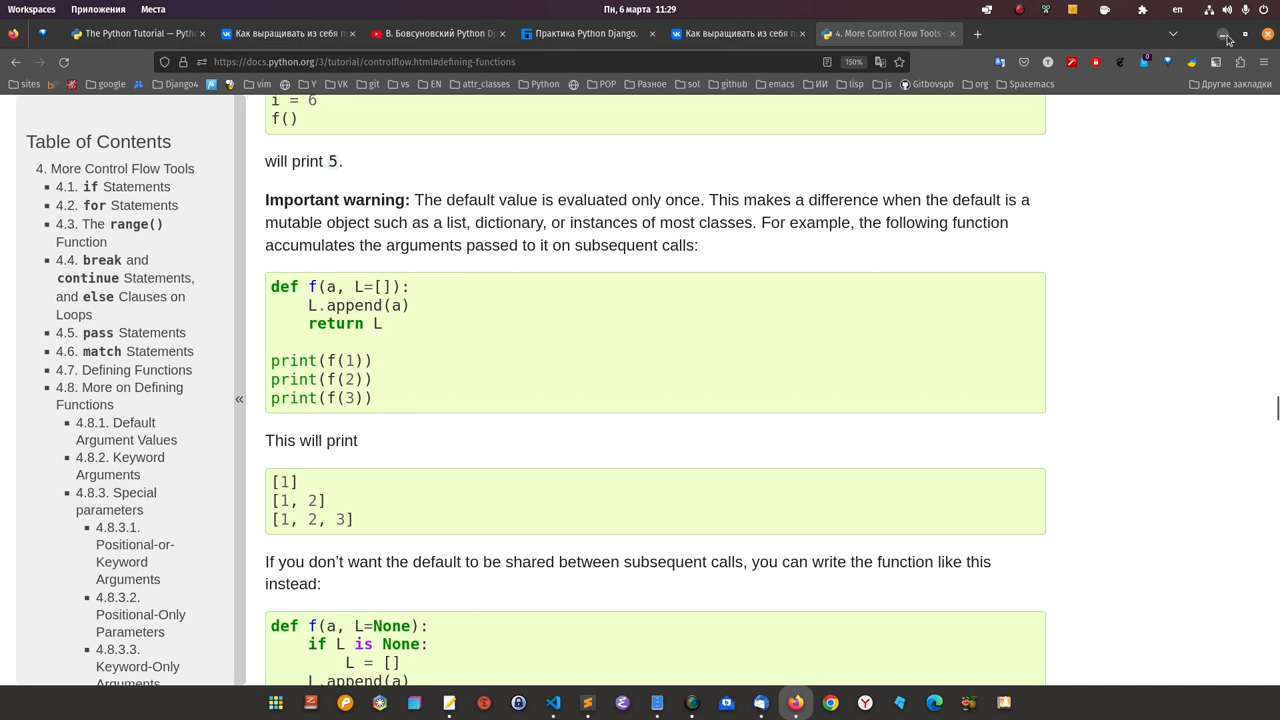 Workspaces Приложения Места Пн, 6 марта 11:29 en
The Python Tutorial — Pyth Как выращивать из себя п В. Бовсуновский Python D Практика Python Django. Как выращивать из себя п 4. More Control Flow Tools -
https://docs.python.org/3/tutorial/controlflow.html#defining-functions 150%
sites google Django4 vim Y VK git vs EN attr_classes Python POP Разное sol github emacs ИИ lisp js Gitbovspb org Spacemacs Другие закладки
i = 6
f()
will print 5.
Important warning: The default value is evaluated only once. This makes a difference when the default is a
mutable object such as a list, dictionary, or instances of most classes. For example, the following function
accumulates the arguments passed to it on subsequent calls:
def f(a, L=[]):
    L.append(a)
    return L
print(f(1))
print(f(2))
print(f(3))
This will print
[1]
[1, 2]
[1, 2, 3]
If you don’t want the default to be shared between subsequent calls, you can write the function like this
instead:
def f(a, L=None):
    if L is None:
        L = []
    L.append(a)
Table of Contents
4. More Control Flow Tools
4.1. if Statements
4.2. for Statements
4.3. The range()
Function
4.4. break and
continue Statements,
and else Clauses on
Loops
4.5. pass Statements
4.6. match Statements
4.7. Defining Functions
4.8. More on Defining
Functions
4.8.1. Default
Argument Values
4.8.2. Keyword
Arguments
4.8.3. Special
parameters
4.8.3.1.
Positional-or-
Keyword
Arguments
4.8.3.2.
Positional-Only
Parameters
4.8.3.3.
Keyword-Only
Arguments
«